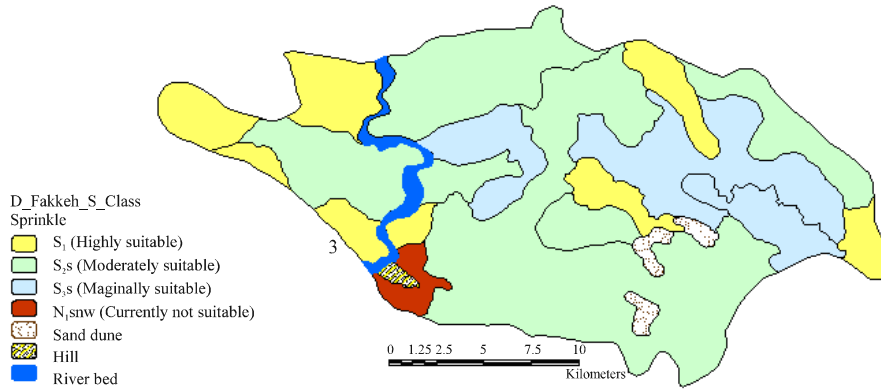 3
D_Fakkeh_S_Class
Sprinkle
S₁ (Highly suitable)
S₂s (Moderately suitable)
S₃s (Maginally suitable)
N₁snw (Currently not suitable)
Sand dune
Hill
River bed
0 1.25 2.5 5 7.5 10
Kilometers